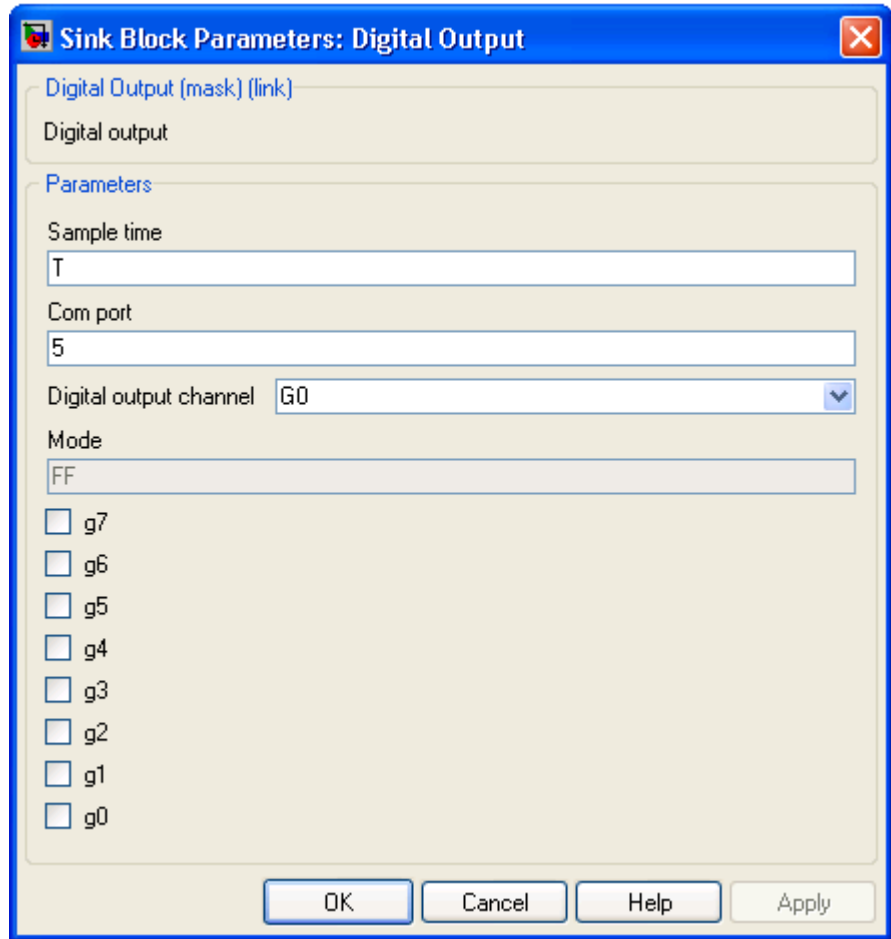 Sink Block Parameters: Digital Output
Digital Output (mask) (link)
Digital output
Parameters
Sample time
T
Com port
5
Digital output channel G0
Mode
FF
g7
g6
g5
g4
g3
g2
g1
g0
OK Cancel Help Apply